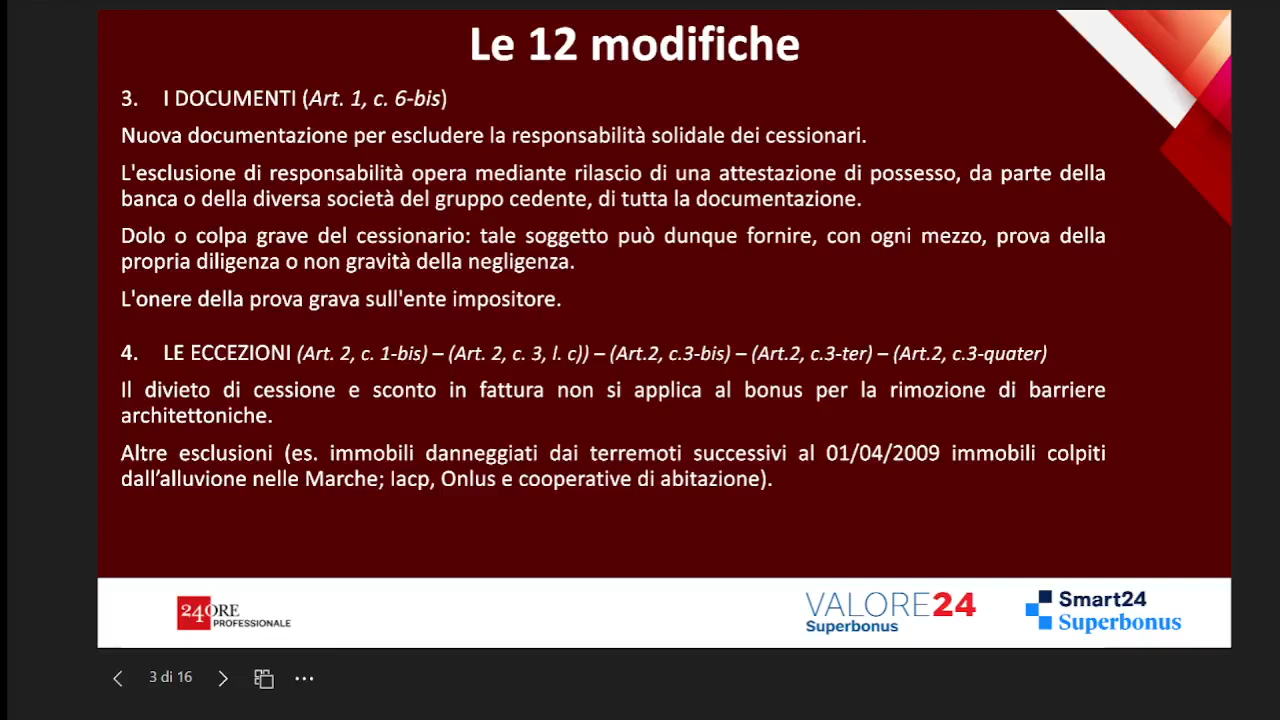 Le 12 modifiche
3. I DOCUMENTI (Art. 1, c. 6-bis)
Nuova documentazione per escludere la responsabilità solidale dei cessionari.
L'esclusione di responsabilità opera mediante rilascio di una attestazione di possesso, da parte della
banca o della diversa società del gruppo cedente, di tutta la documentazione.
Dolo o colpa grave del cessionario: tale soggetto può dunque fornire, con ogni mezzo, prova della
propria diligenza o non gravità della negligenza.
L'onere della prova grava sull'ente impositore.
4. LE ECCEZIONI (Art. 2, c. 1-bis) – (Art. 2, c. 3, l. c)) – (Art.2, c.3-bis) – (Art.2, c.3-ter) – (Art.2, c.3-quater)
Il divieto di cessione e sconto in fattura non si applica al bonus per la rimozione di barriere
architettoniche.
Altre esclusioni (es. immobili danneggiati dai terremoti successivi al 01/04/2009 immobili colpiti
dall’alluvione nelle Marche; Iacp, Onlus e cooperative di abitazione).
24ORE
PROFESSIONALE
VALORE24
Superbonus
Smart24
Superbonus
3 di 16